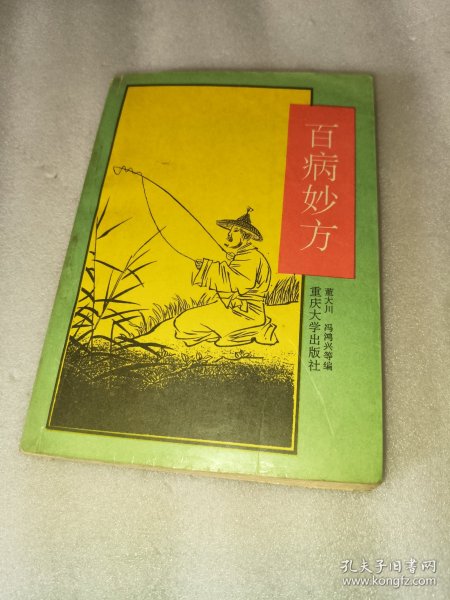 百病妙方
董大川 冯鸿兴等编
重庆大学出版社
孔夫子旧书网
www.kongfz.com